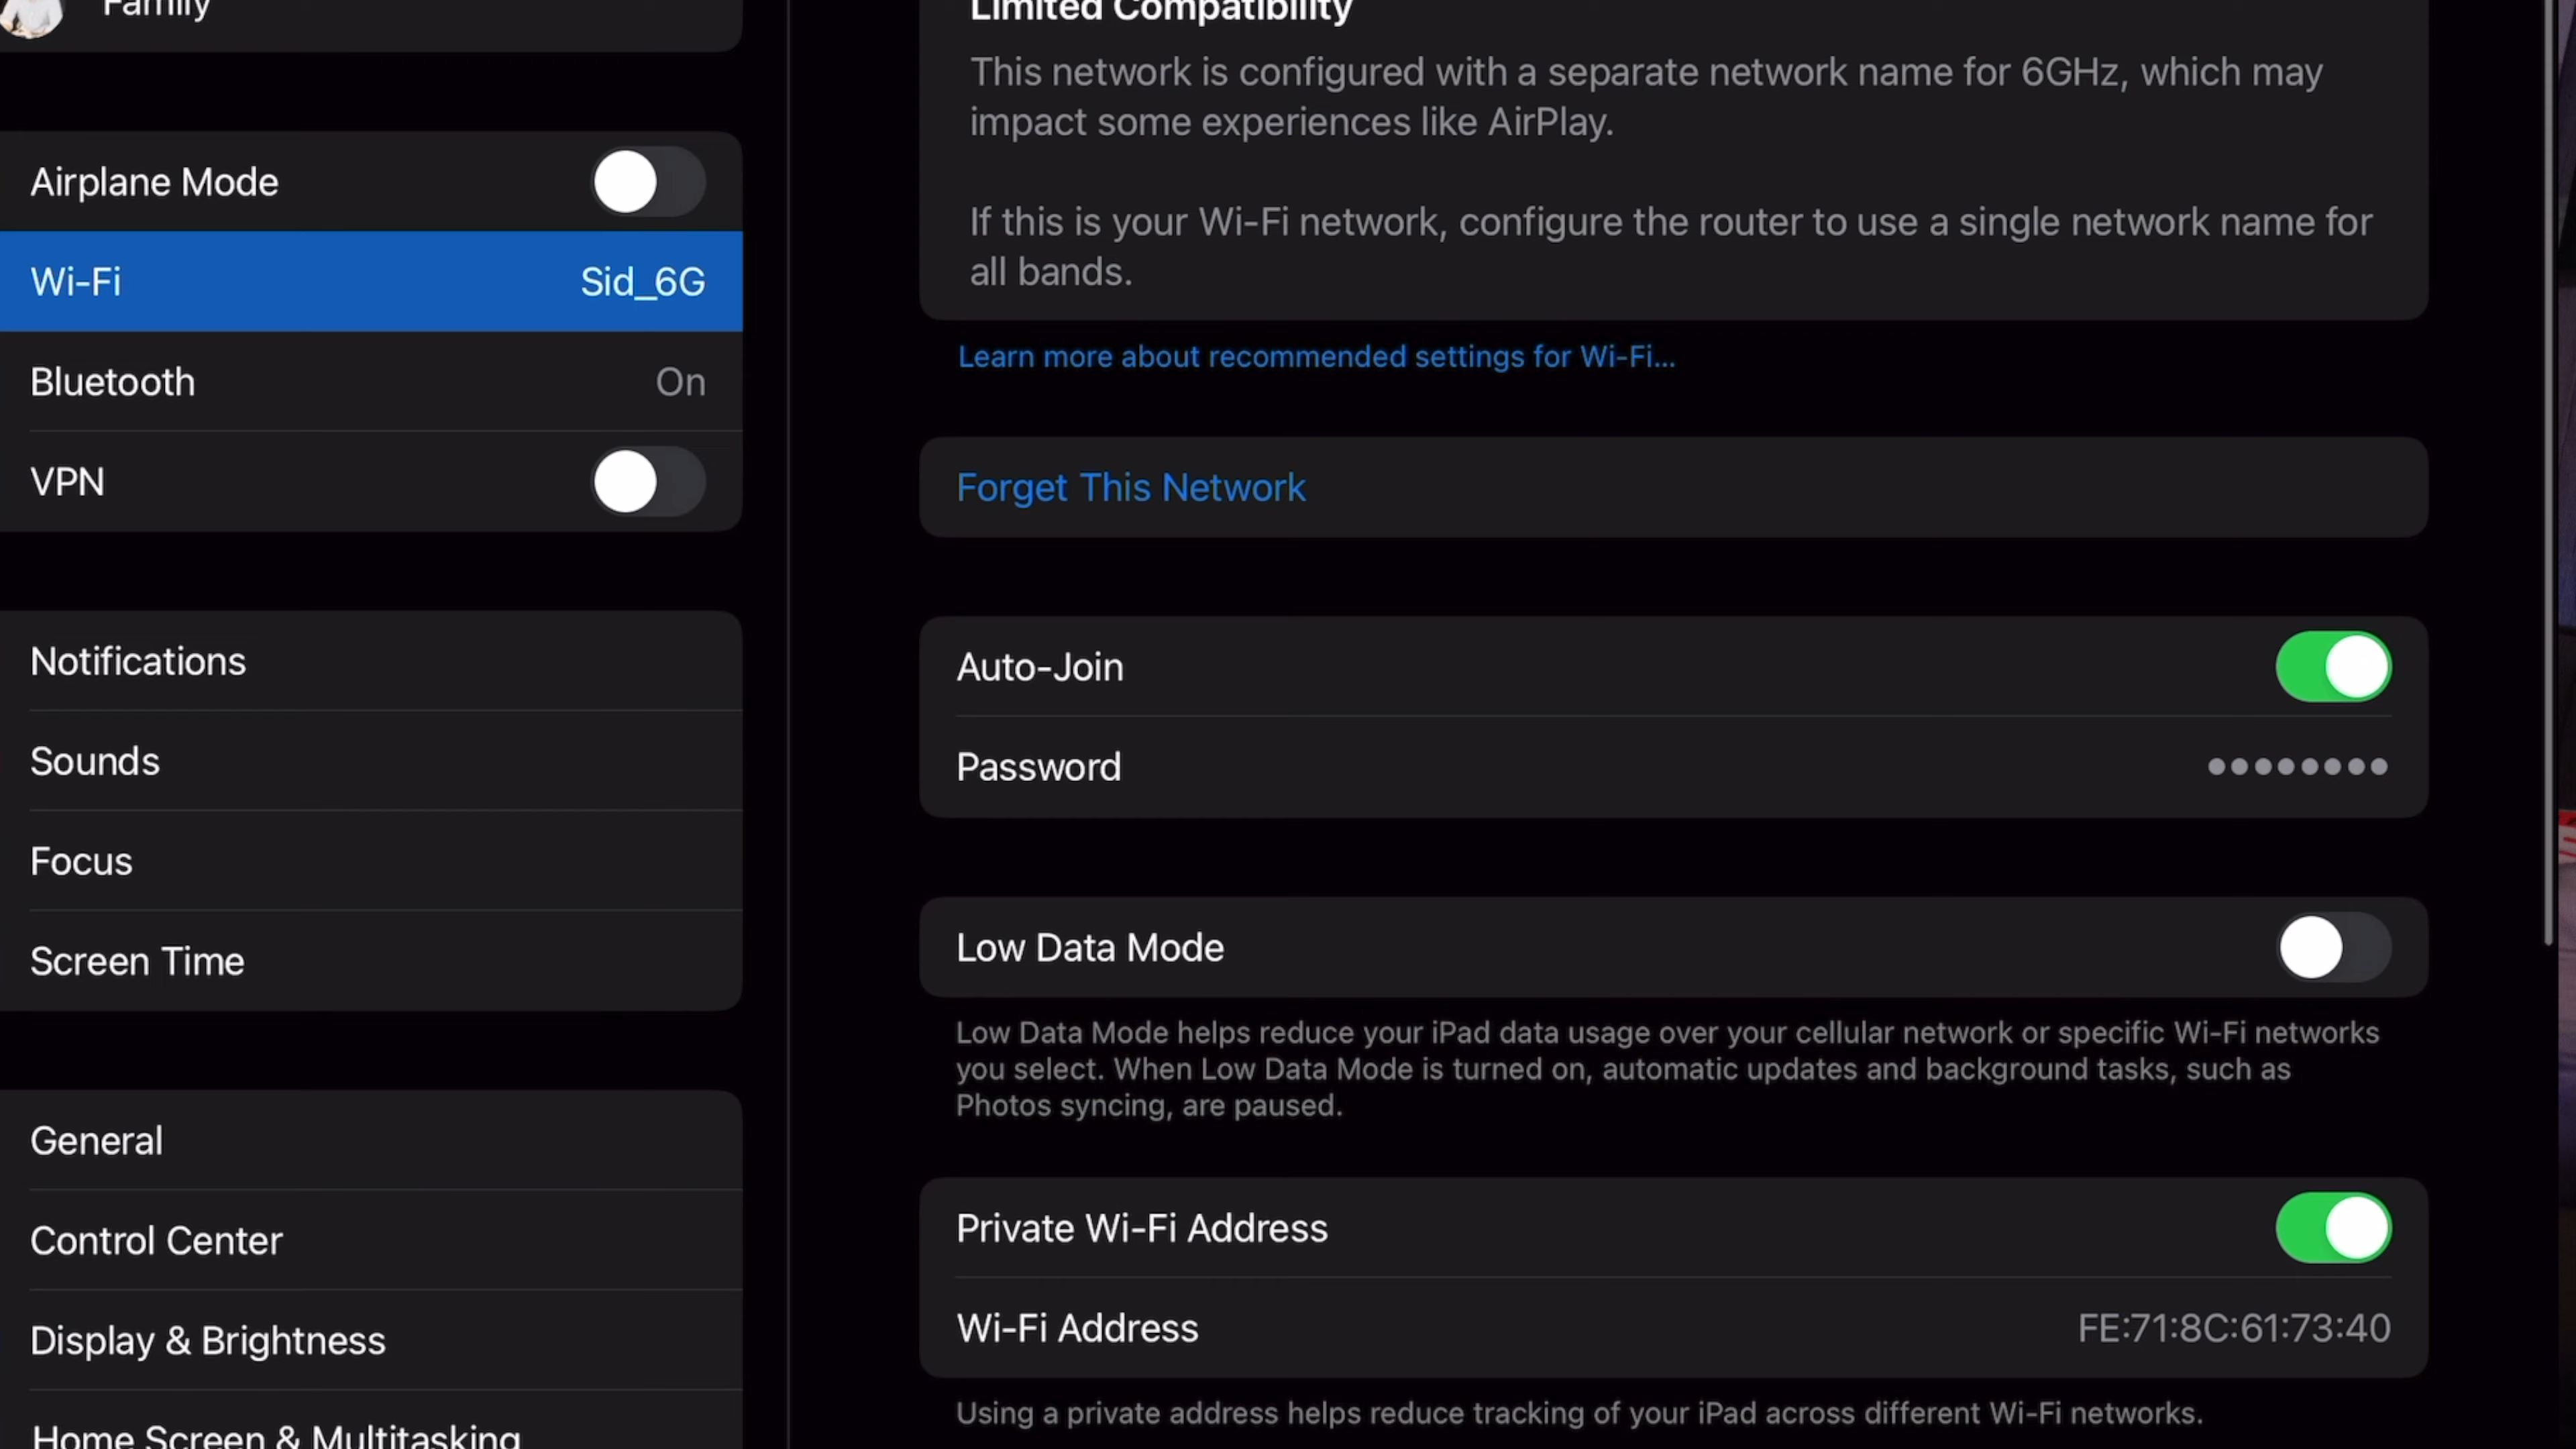 Family
Airplane Mode
Wi-Fi
Sid_6G
Bluetooth
On
VPN
Notifications
Sounds
Focus
Screen Time
General
Control Center
Display & Brightness
Home Screen & Multitasking
Limited Compatibility
This network is configured with a separate network name for 6GHz, which may
impact some experiences like AirPlay.
If this is your Wi-Fi network, configure the router to use a single network name for
all bands.
Learn more about recommended settings for Wi-Fi...
Forget This Network
Auto-Join
Password
••••••••
Low Data Mode
Low Data Mode helps reduce your iPad data usage over your cellular network or specific Wi-Fi networks
you select. When Low Data Mode is turned on, automatic updates and background tasks, such as
Photos syncing, are paused.
Private Wi-Fi Address
Wi-Fi Address
FE:71:8C:61:73:40
Using a private address helps reduce tracking of your iPad across different Wi-Fi networks.